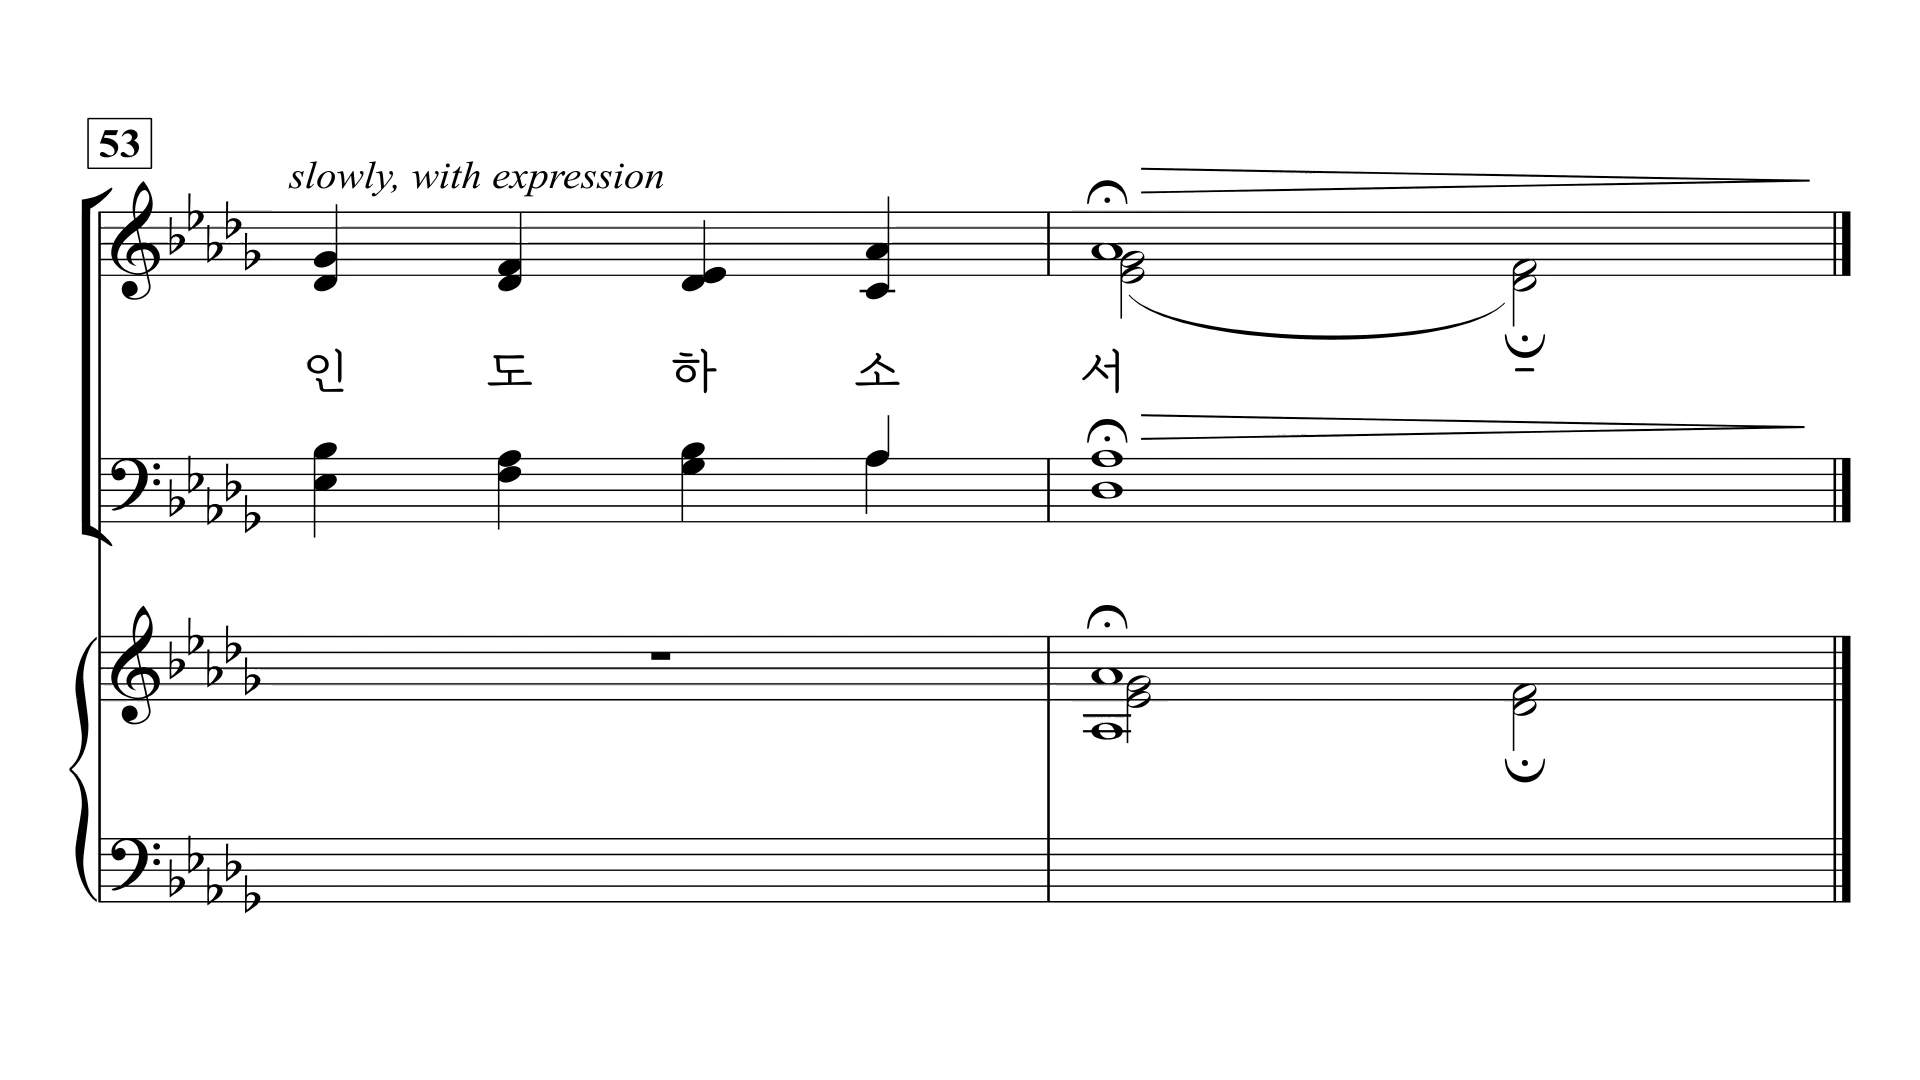 53
slowly, with expression
인 도 하 소 서 -